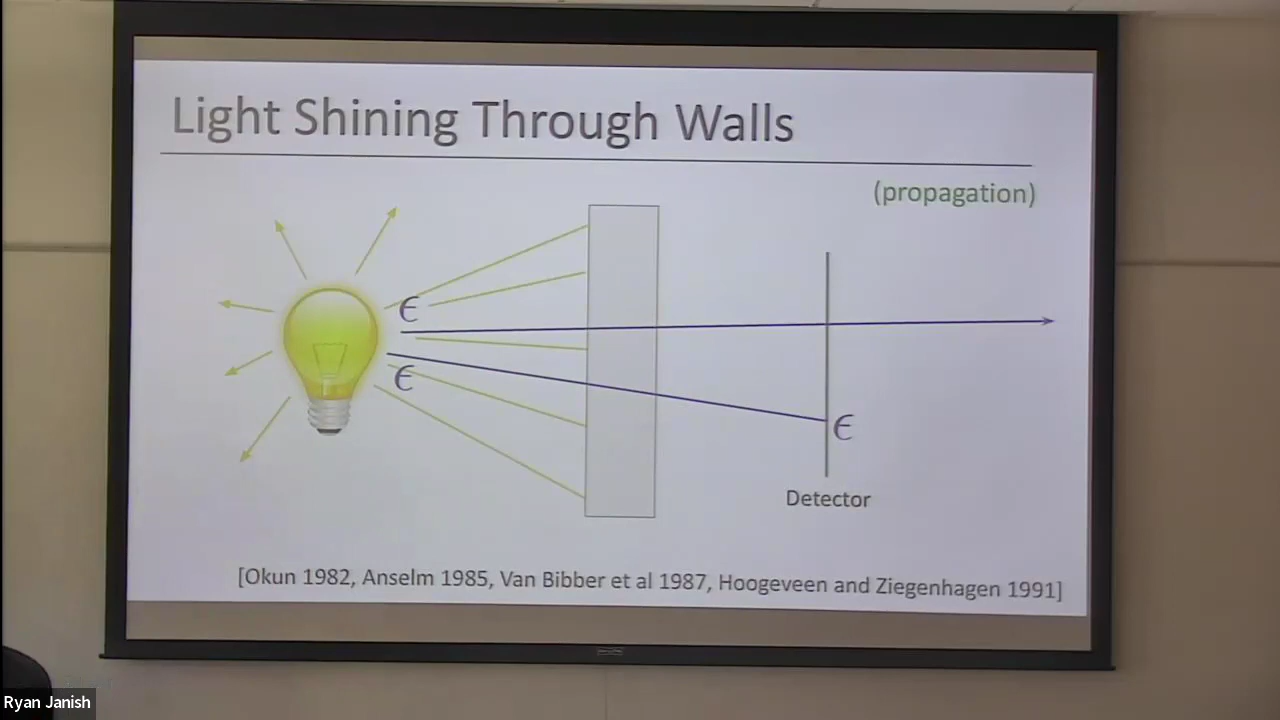 Light Shining Through Walls
(propagation)
ϵ
ϵ
ϵ
Detector
[Okun 1982, Anselm 1985, Van Bibber et al 1987, Hoogeveen and Ziegenhagen 1991]
Ryan Janish